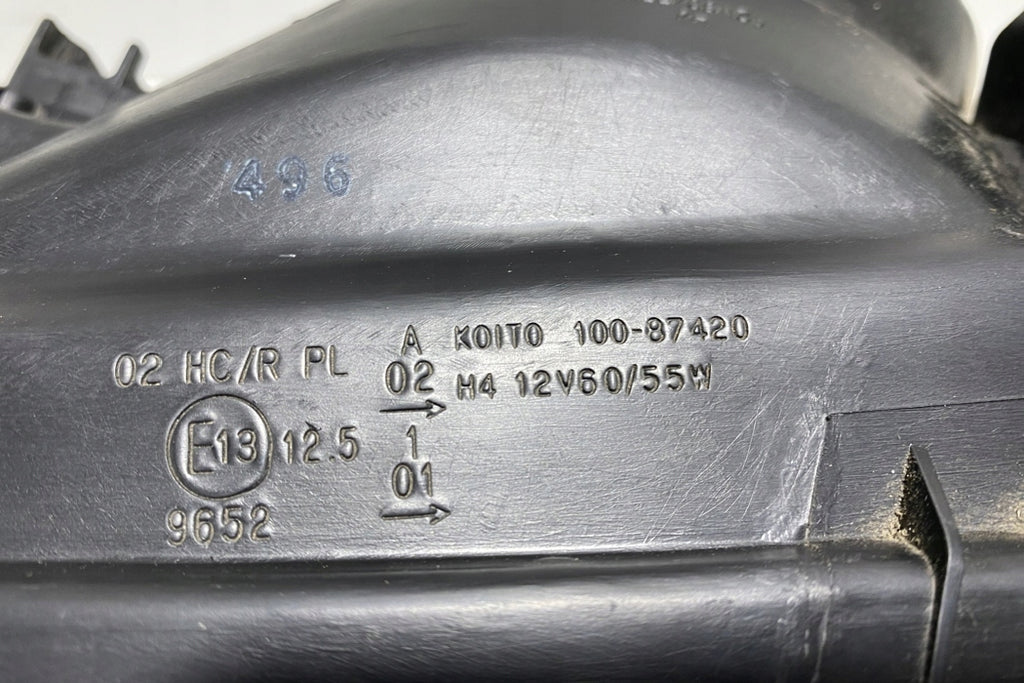 496
02 HC/R PL
E13 12.5
9652
A
02
→
1
01
→
KOITO 100-87420
H4 12V60/55W